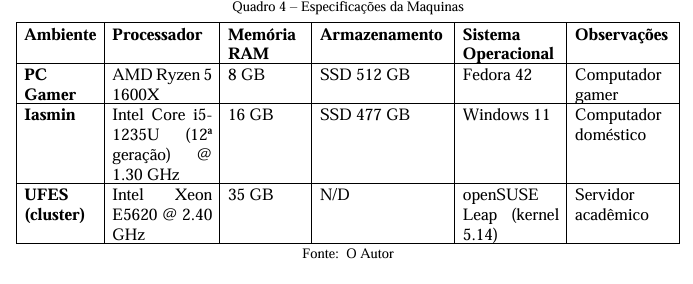 Quadro 4 – Especificações da Maquinas
Ambiente Processador Memória RAM Armazenamento Sistema Operacional Observações
PC Gamer AMD Ryzen 5 1600X 8 GB SSD 512 GB Fedora 42 Computador gamer
Iasmin Intel Core i5-1235U (12ª geração) @ 1.30 GHz 16 GB SSD 477 GB Windows 11 Computador doméstico
UFES (cluster) Intel Xeon E5620 @ 2.40 GHz 35 GB N/D openSUSE Leap (kernel 5.14) Servidor acadêmico
Fonte: O Autor